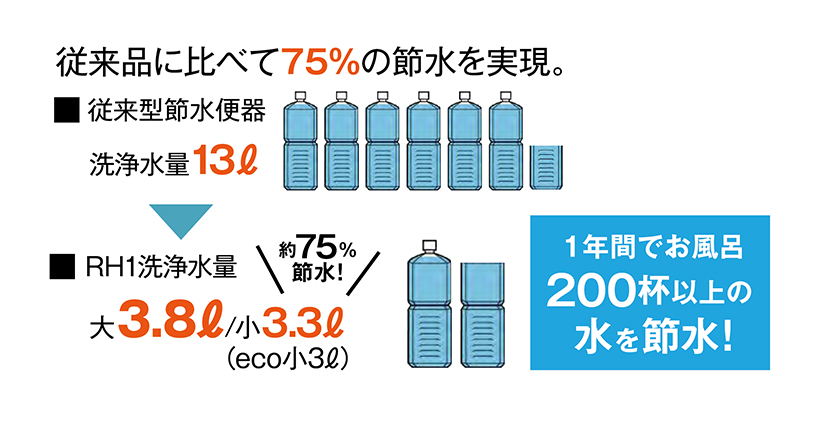 従来品に比べて75%の節水を実現。
■ 従来型節水便器
洗浄水量13ℓ
■ RH1洗浄水量
約75%
節水!
大3.8ℓ/小3.3ℓ
(eco小3ℓ)
1年間でお風呂
200杯以上の
水を節水!